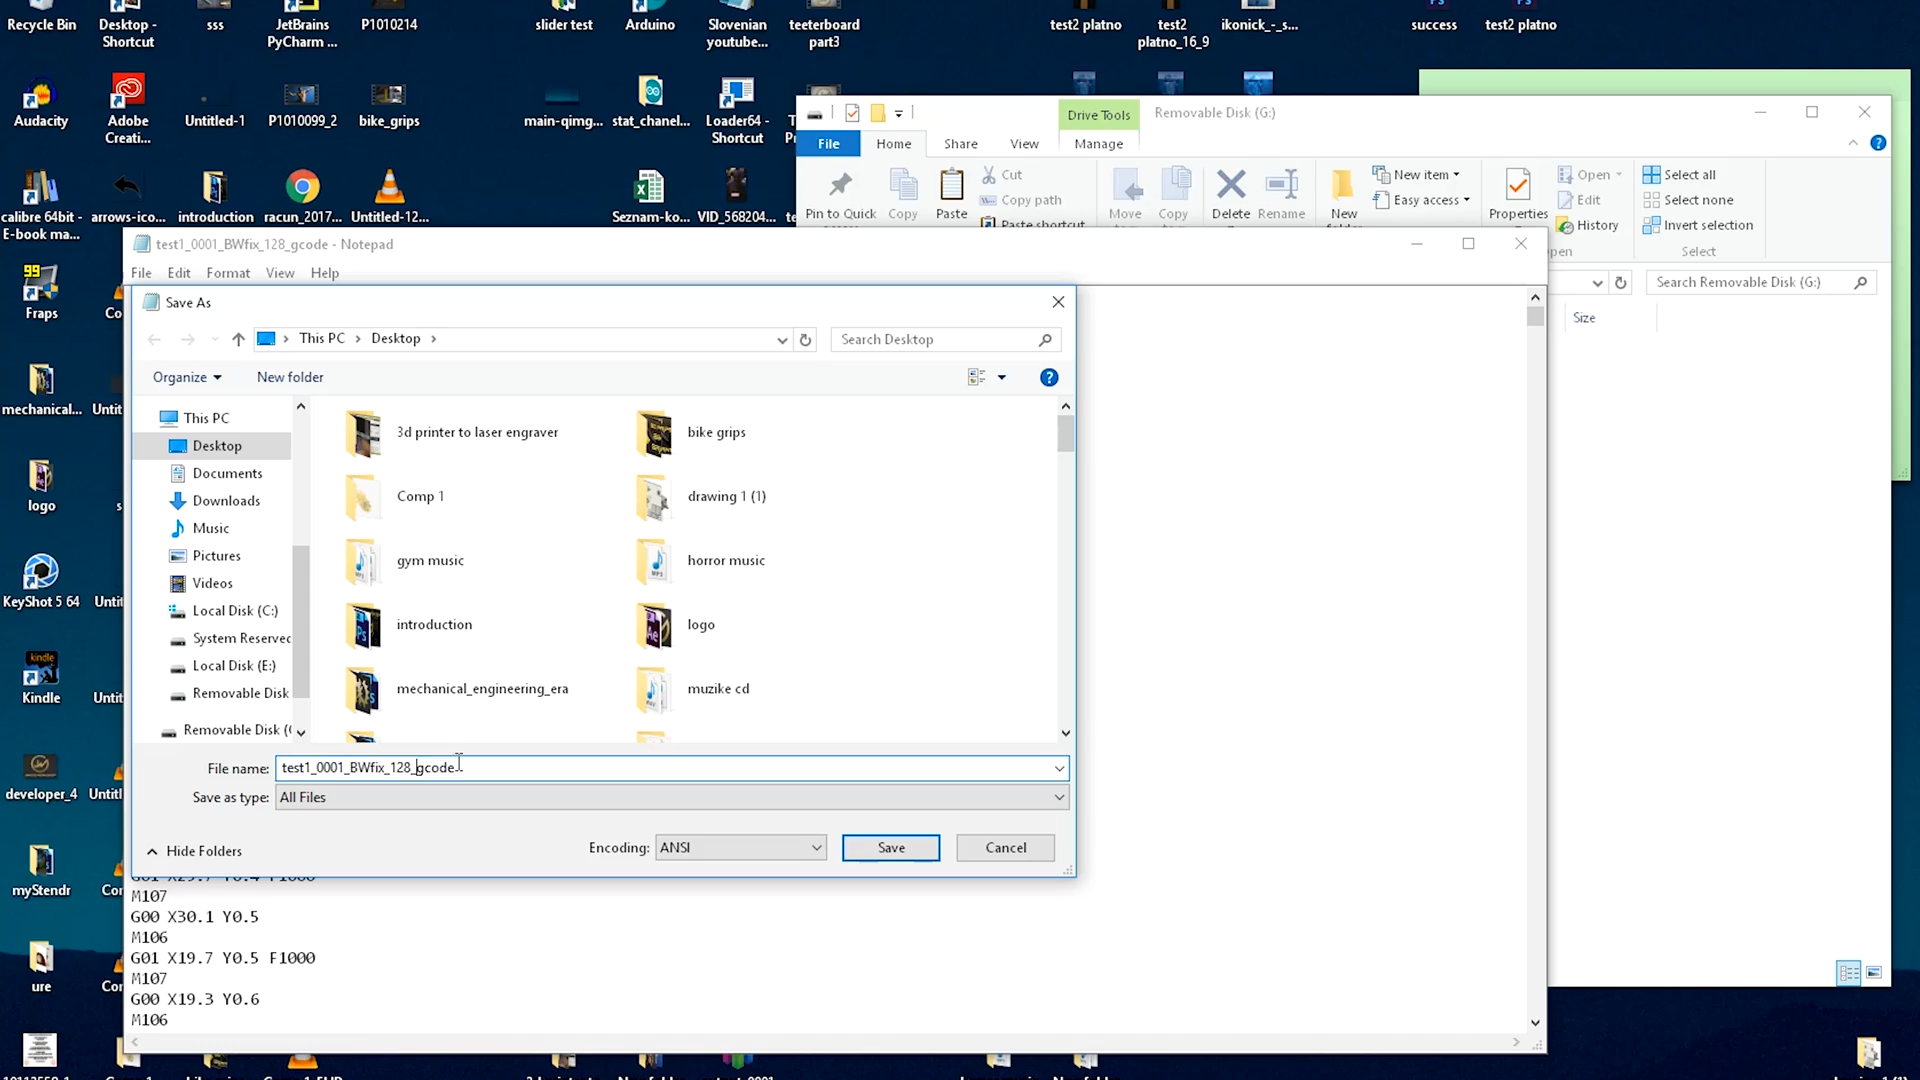 Recycle Bin
Desktop - Shortcut
sss
JetBrains PyCharm ...
P1010214
slider test
Arduino
Slovenian youtube...
teeterboard part3
test2 platno
test2 platno_16_9
ikonick_-_s...
success
test2 platno
Audacity
Adobe Creati...
Untitled-1
P1010099_2
bike_grips
main-qimg...
stat_chanel...
Loader64 - Shortcut
calibre 64bit - E-book ma...
arrows-ico...
introduction
racun_2017...
Untitled-12...
Seznam-ko...
VID_568204...
Drive Tools
Removable Disk (G:)
File
Home
Share
View
Manage
Pin to Quick
Copy
Paste
Cut
Copy path
Paste shortcut
Move
Copy
Delete
Rename
New
New item
Easy access
Properties
Open
Edit
History
Select all
Select none
Invert selection
Select
Search Removable Disk (G:)
Size
99
Fraps
mechanical...
logo
KeyShot 5 64
kindle
Kindle
developer_4
myStendr
ure
test1_0001_BWfix_128_gcode - Notepad
File
Edit
Format
View
Help
Save As
This PC
Desktop
Search Desktop
Organize
New folder
This PC
Desktop
Documents
Downloads
Music
Pictures
Videos
Local Disk (C:)
System Reserved
Local Disk (E:)
Removable Disk
Removable Disk (
3d printer to laser engraver
bike grips
Comp 1
drawing 1 (1)
gym music
horror music
introduction
logo
mechanical_engineering_era
muzike cd
File name:
test1_0001_BWfix_128_gcode
Save as type:
All Files
Hide Folders
Encoding:
ANSI
Save
Cancel
M107
G00 X30.1 Y0.5
M106
G01 X19.7 Y0.5 F1000
M107
G00 X19.3 Y0.6
M106